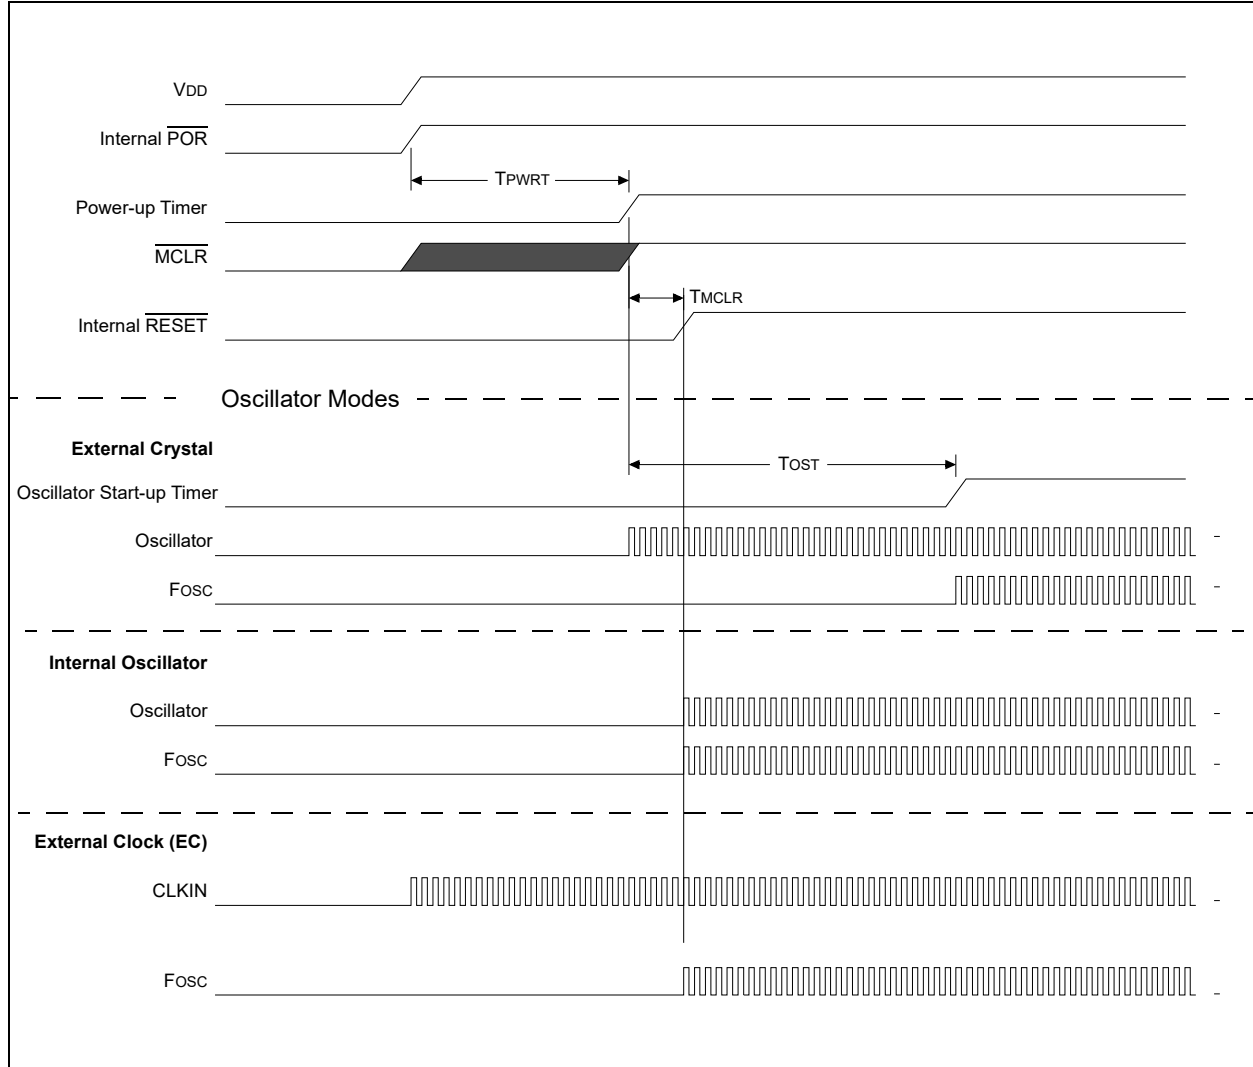 VDD
Internal POR
TPWRT
Power-up Timer
MCLR
TMCLR
Internal RESET
Oscillator Modes
External Crystal
TOST
Oscillator Start-up Timer
Oscillator
FOSC
Internal Oscillator
Oscillator
FOSC
External Clock (EC)
CLKIN
FOSC